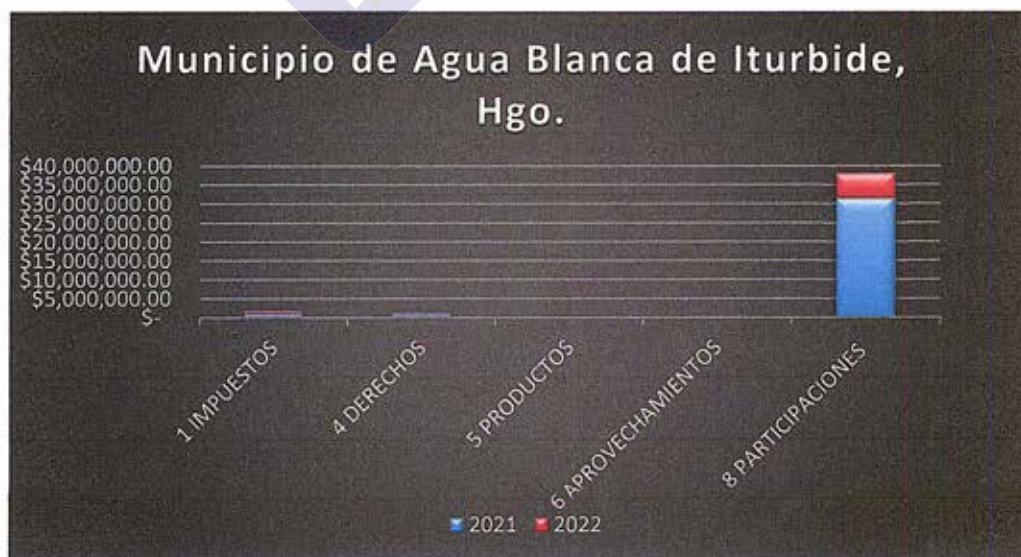 Municipio de Agua Blanca de Iturbide,
Hgo.
$40,000,000.00
$35,000,000.00
$30,000,000.00
$25,000,000.00
$20,000,000.00
$15,000,000.00
$10,000,000.00
$5,000,000.00
$-
1 IMPUESTOS
4 DERECHOS
5 PRODUCTOS
6 APROVECHAMIENTOS
8 PARTICIPACIONES
2021 2022